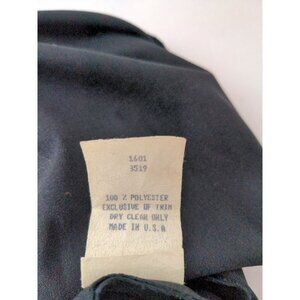 1601
3519
100 % POLYESTER
EXCLUSIVE OF TRIM
DRY CLEAN ONLY
MADE IN U.S.A